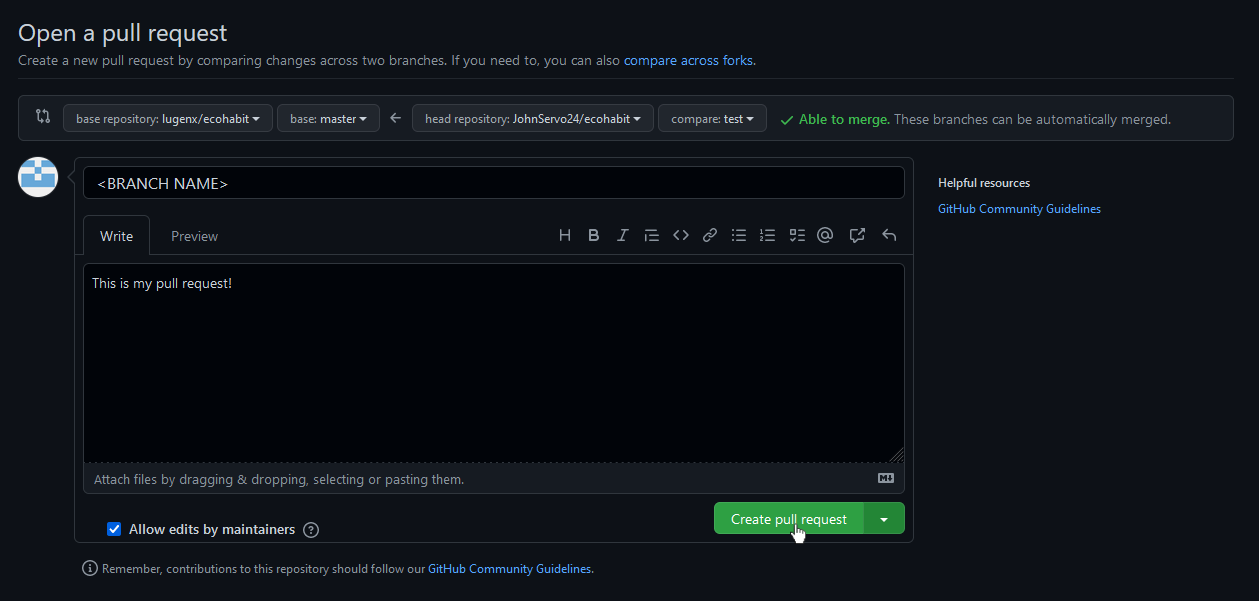 Open a pull request
Create a new pull request by comparing changes across two branches. If you need to, you can also compare across forks.
base repository: lugenx/ecohabit base: master ← head repository: JohnServo24/ecohabit compare: test ✓ Able to merge. These branches can be automatically merged.
<BRANCH NAME>
Helpful resources
GitHub Community Guidelines
Write Preview H B I @
This is my pull request!
Attach files by dragging & dropping, selecting or pasting them.
Create pull request
Allow edits by maintainers ?
Remember, contributions to this repository should follow our GitHub Community Guidelines.